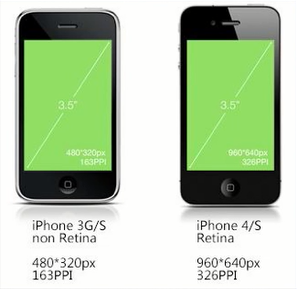 3.5"
480*320px
163PPI
3.5"
960*640px
326PPI
iPhone 3G/S
non Retina
480*320px
163PPI
iPhone 4/S
Retina
960*640px
326PPI